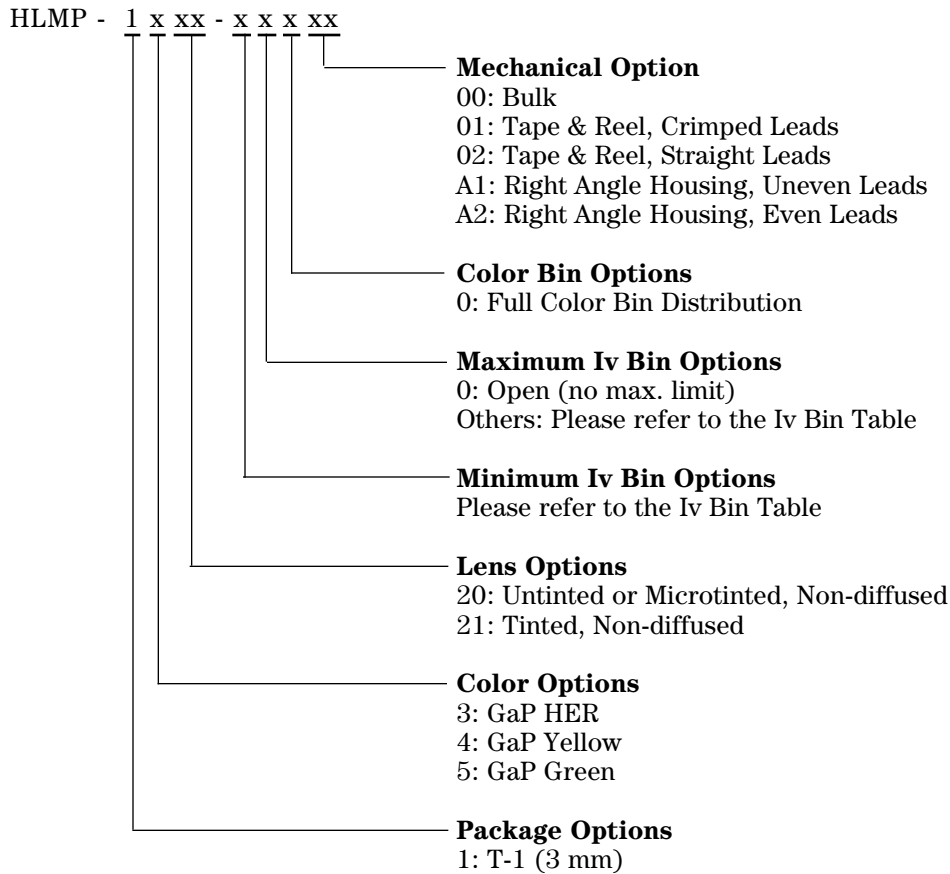 HLMP - 1 x xx - x x x xx
Mechanical Option
00: Bulk
01: Tape & Reel, Crimped Leads
02: Tape & Reel, Straight Leads
A1: Right Angle Housing, Uneven Leads
A2: Right Angle Housing, Even Leads
Color Bin Options
0: Full Color Bin Distribution
Maximum Iv Bin Options
0: Open (no max. limit)
Others: Please refer to the Iv Bin Table
Minimum Iv Bin Options
Please refer to the Iv Bin Table
Lens Options
20: Untinted or Microtinted, Non-diffused
21: Tinted, Non-diffused
Color Options
3: GaP HER
4: GaP Yellow
5: GaP Green
Package Options
1: T-1 (3 mm)